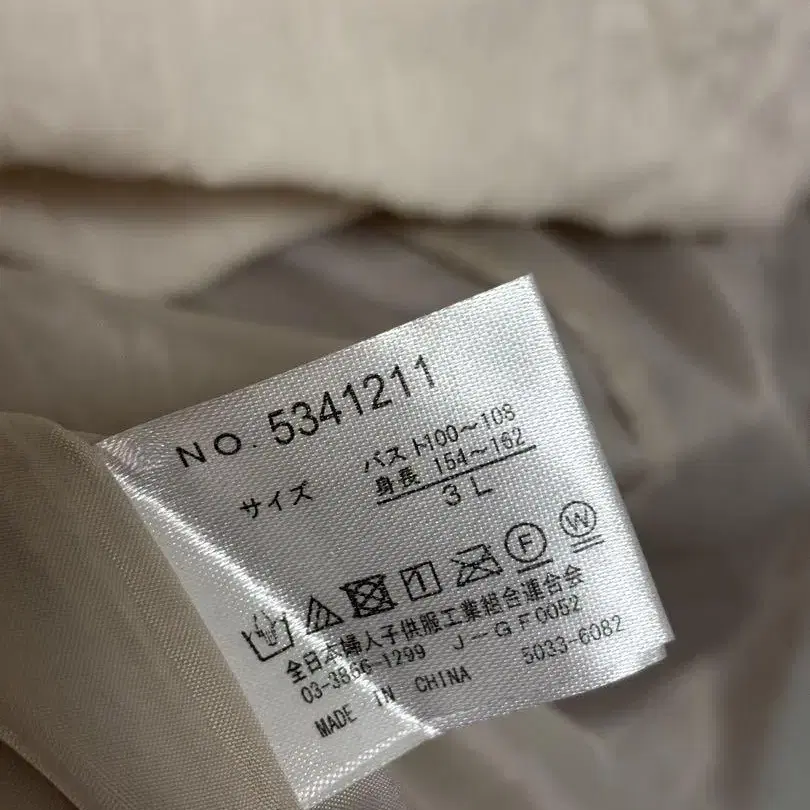 NO. 5341211
サイズ
バスト100～108
身長 154～162
3L
F W
全日本婦人子供服工業組合連合会
03-3866-1299 J-GF0052
MADE IN CHINA 5033-6082